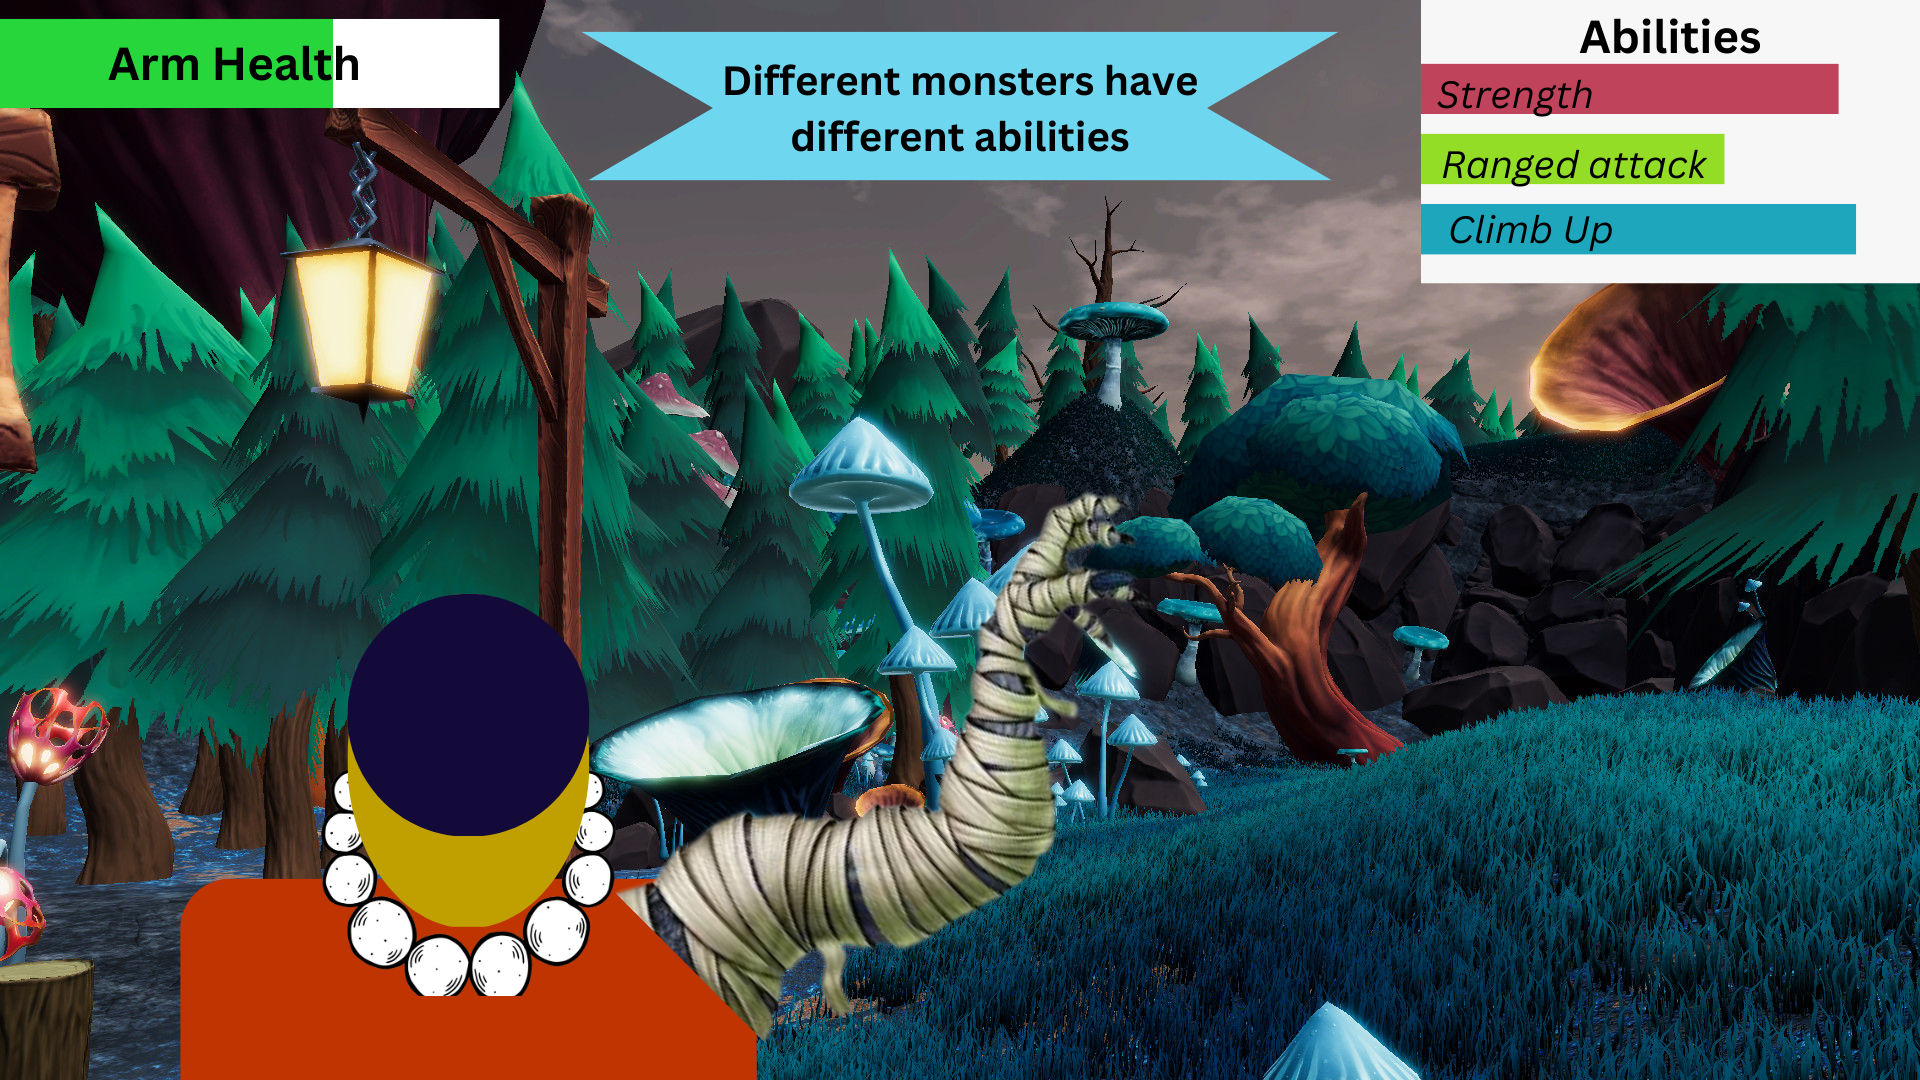 Arm Health
Different monsters have
different abilities
Abilities
Strength
Ranged attack
Climb Up